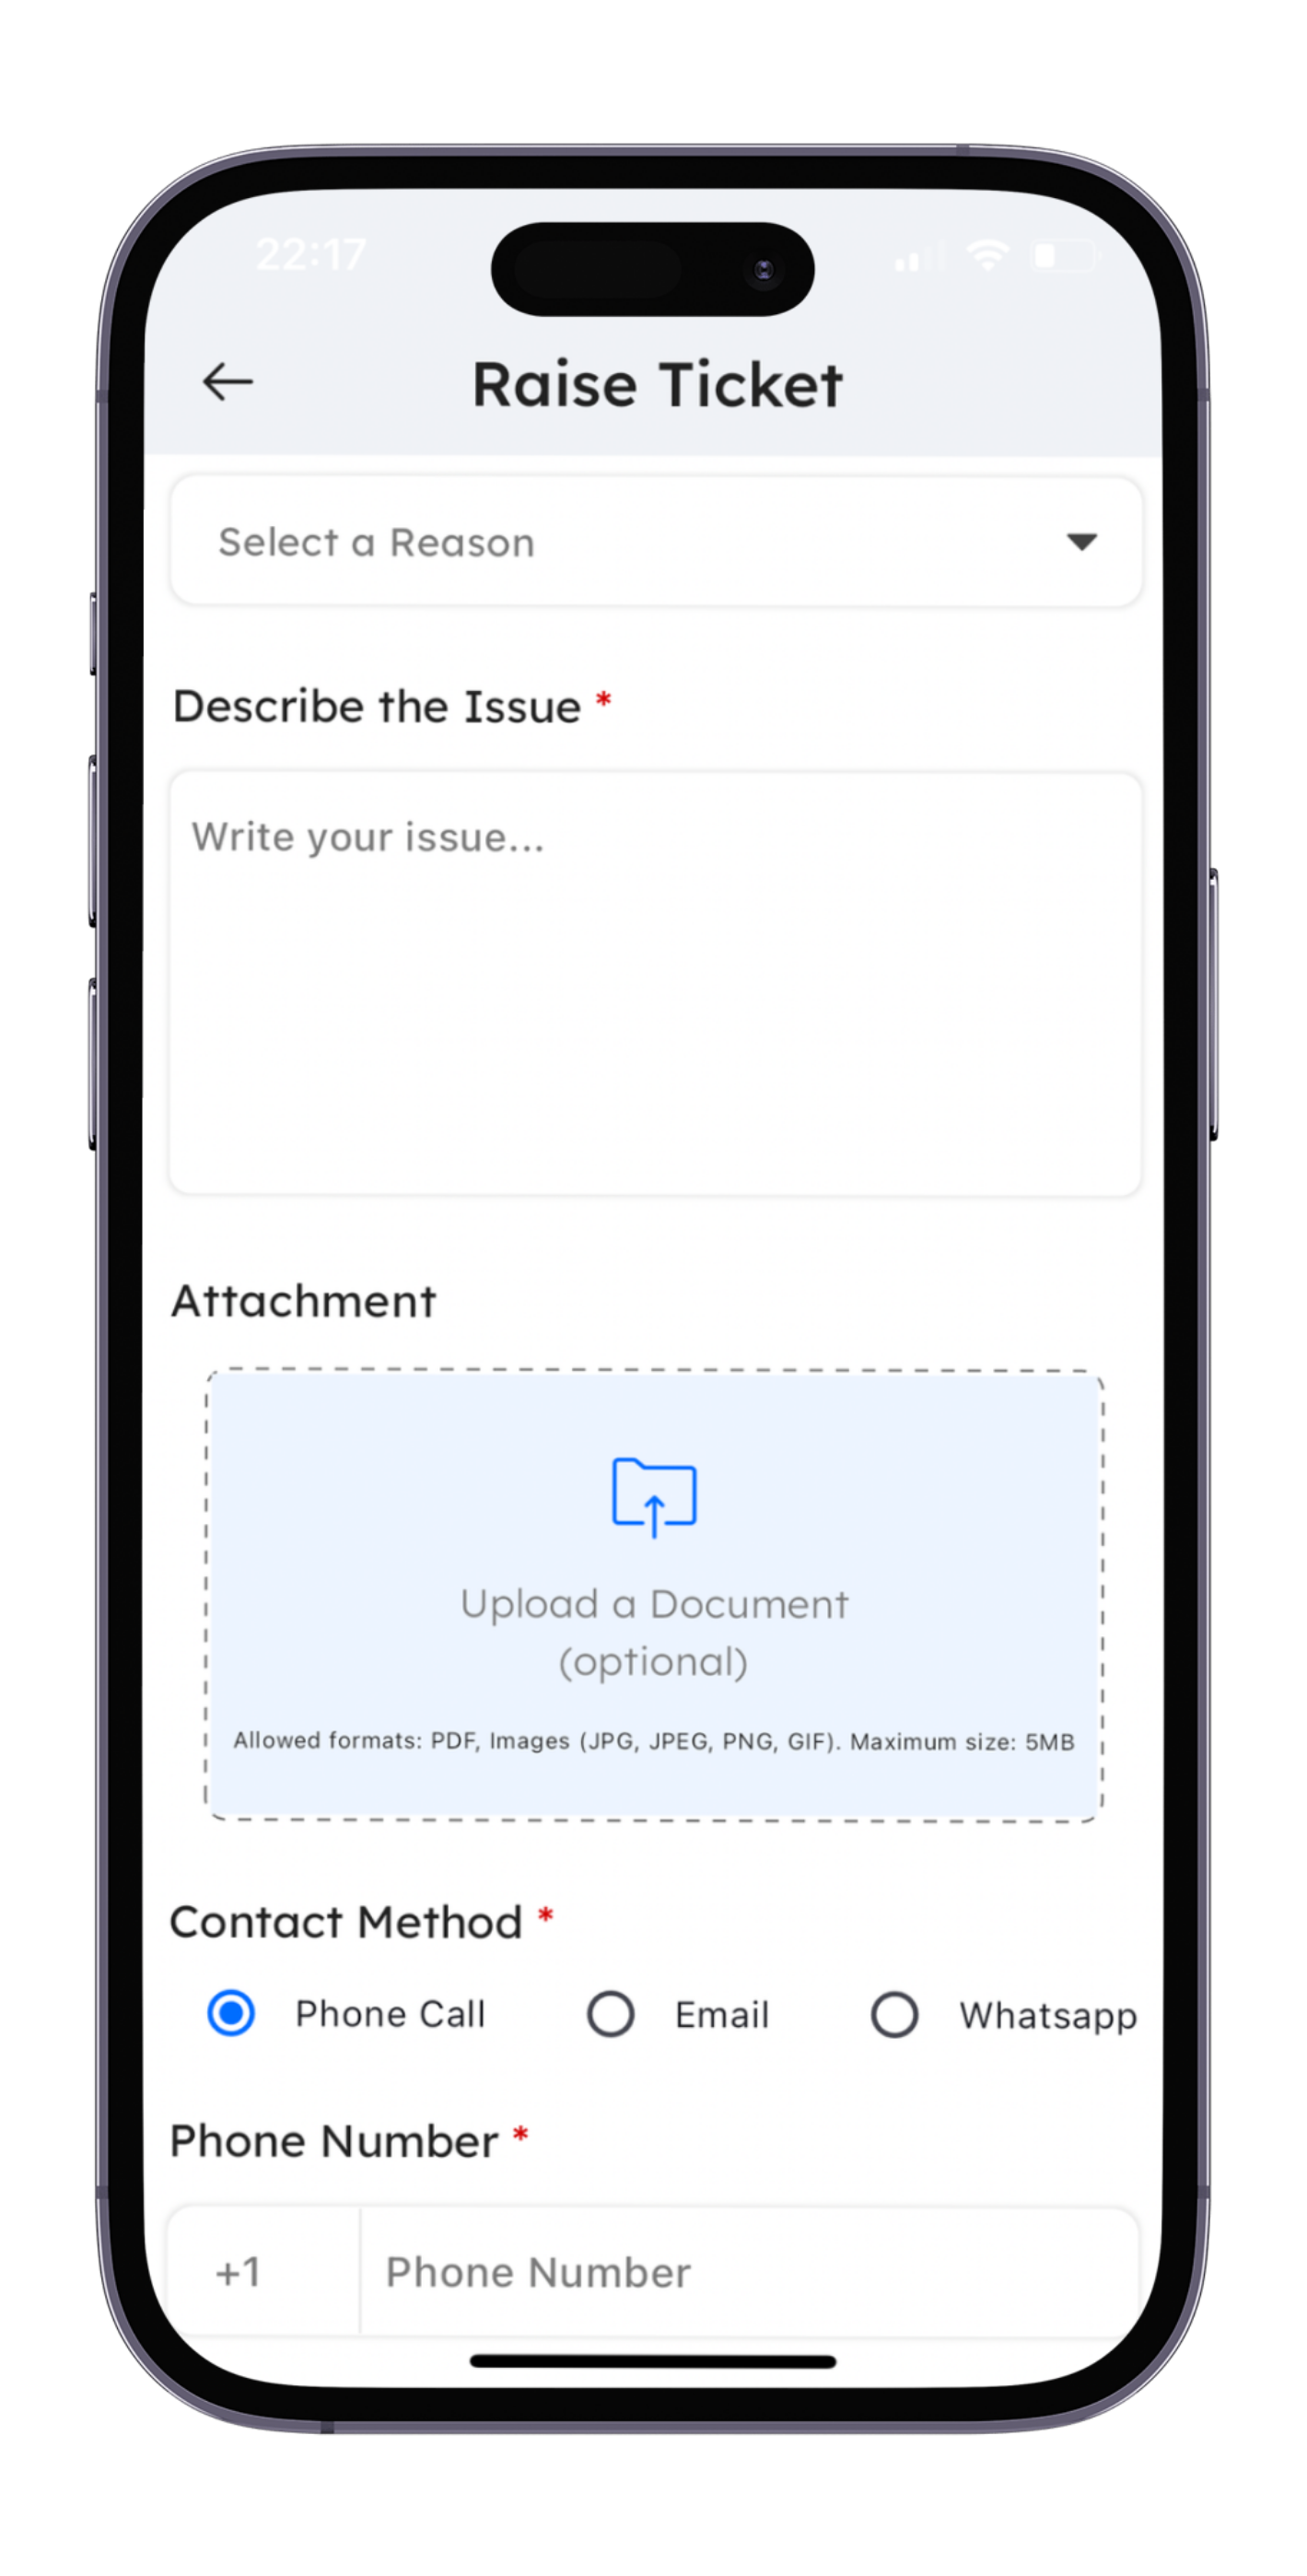 22:17
Raise Ticket
Select a Reason
Describe the Issue *
Write your issue...
Attachment
Upload a Document
(optional)
Allowed formats: PDF, Images (JPG, JPEG, PNG, GIF). Maximum size: 5MB
Contact Method *
Phone Call Email Whatsapp
Phone Number *
+1 Phone Number